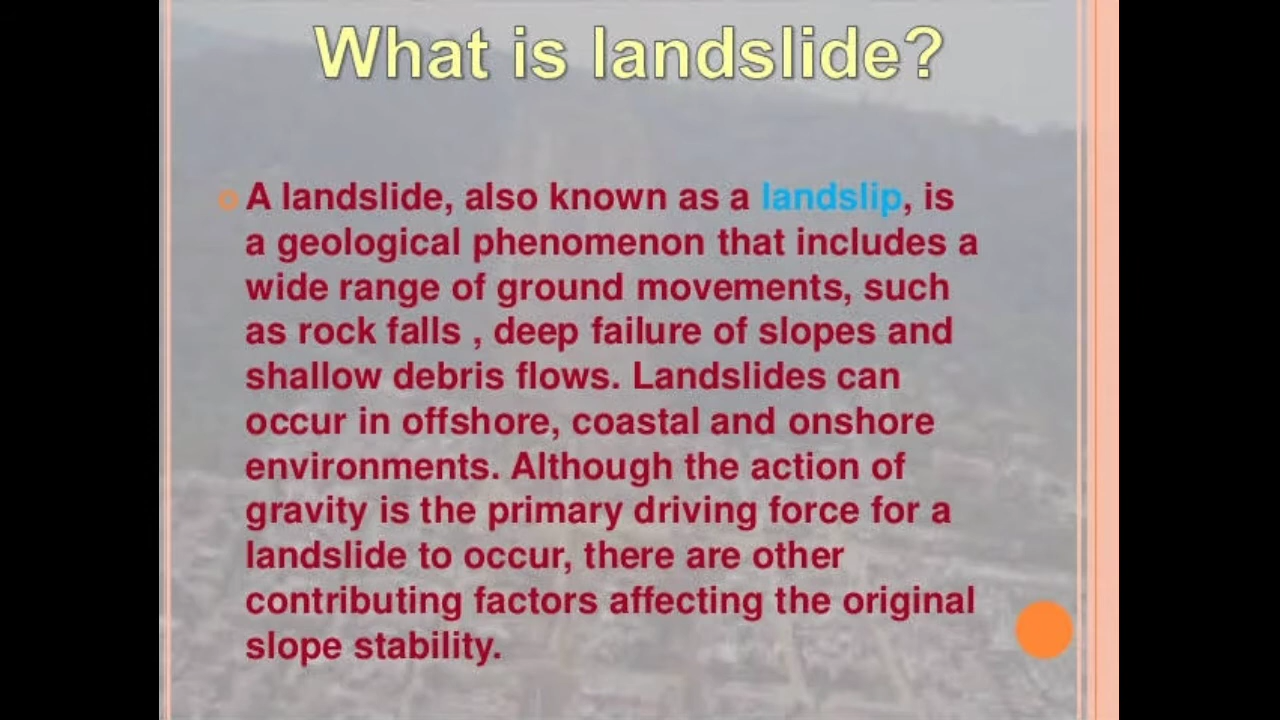 What is landslide?
A landslide, also known as a landslip, is
a geological phenomenon that includes a
wide range of ground movements, such
as rock falls , deep failure of slopes and
shallow debris flows. Landslides can
occur in offshore, coastal and onshore
environments. Although the action of
gravity is the primary driving force for a
landslide to occur, there are other
contributing factors affecting the original
slope stability.